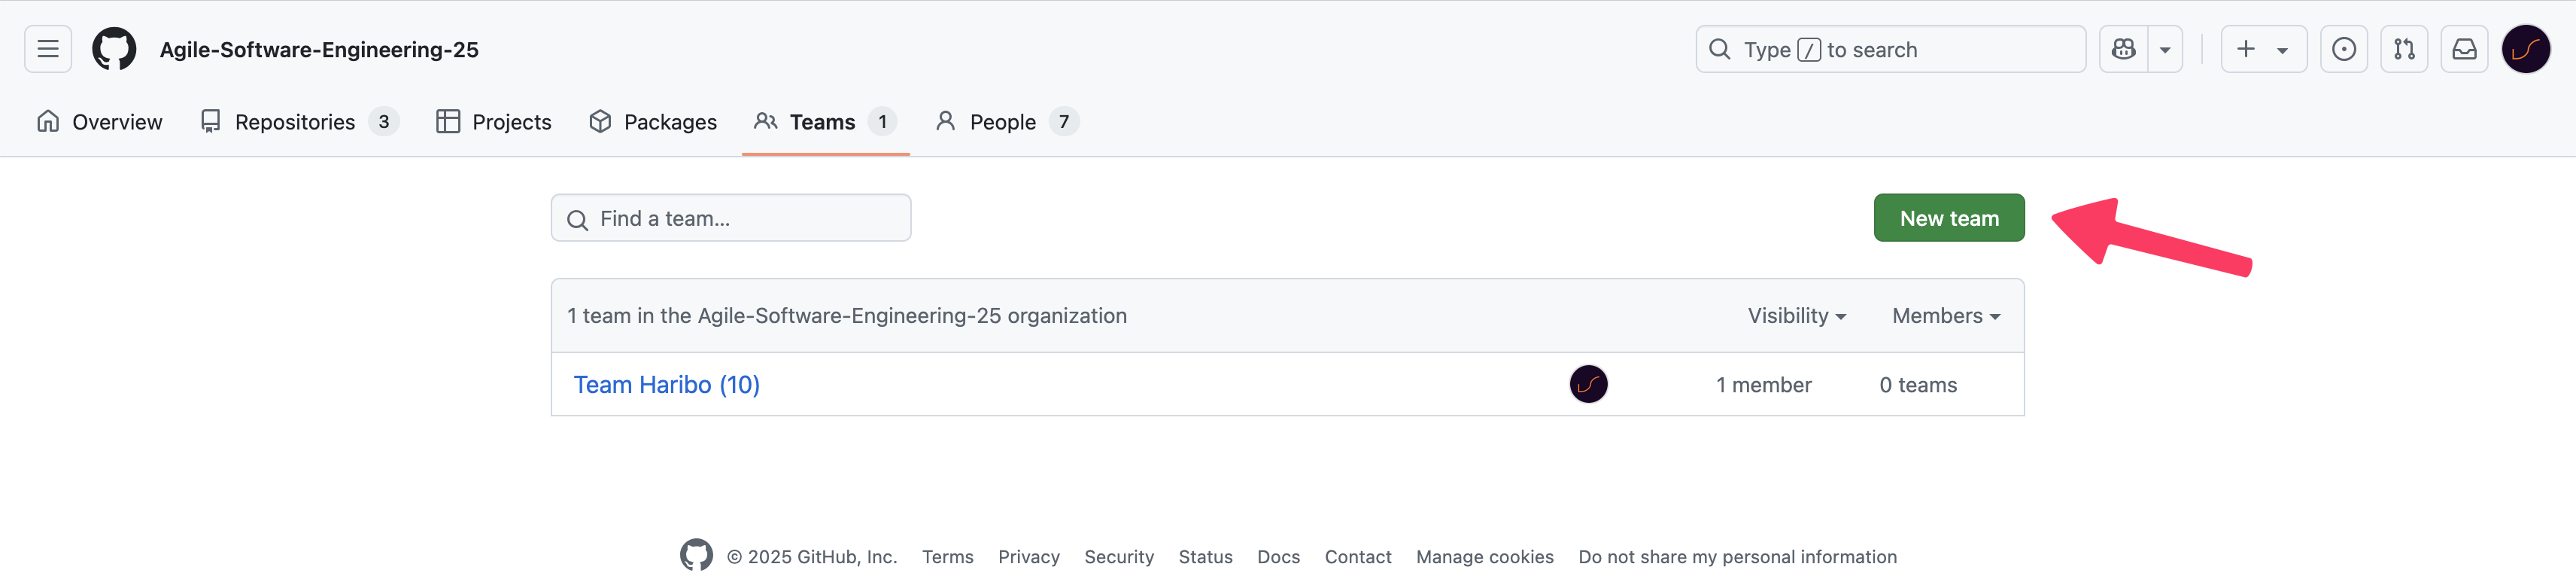 Agile-Software-Engineering-25
Type / to search
Overview
Repositories 3
Projects
Packages
Teams 1
People 7
Find a team...
New team
1 team in the Agile-Software-Engineering-25 organization
Visibility
Members
Team Haribo (10)
1 member
0 teams
© 2025 GitHub, Inc.
Terms
Privacy
Security
Status
Docs
Contact
Manage cookies
Do not share my personal information